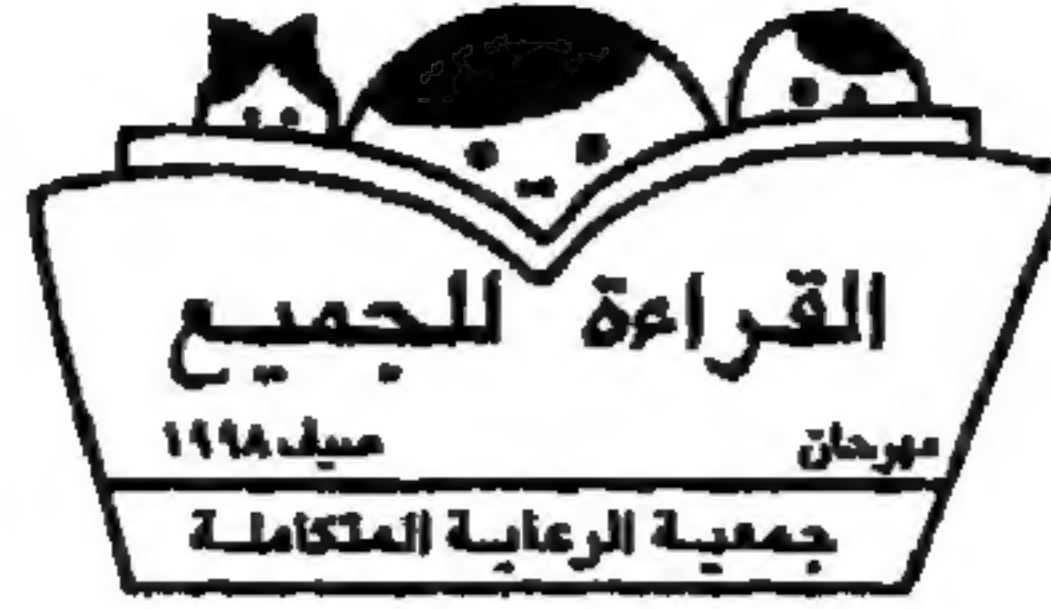 القراءة للجميع
مهرجان صيف ١٩٩٨
جمعية الرعاية المتكاملة